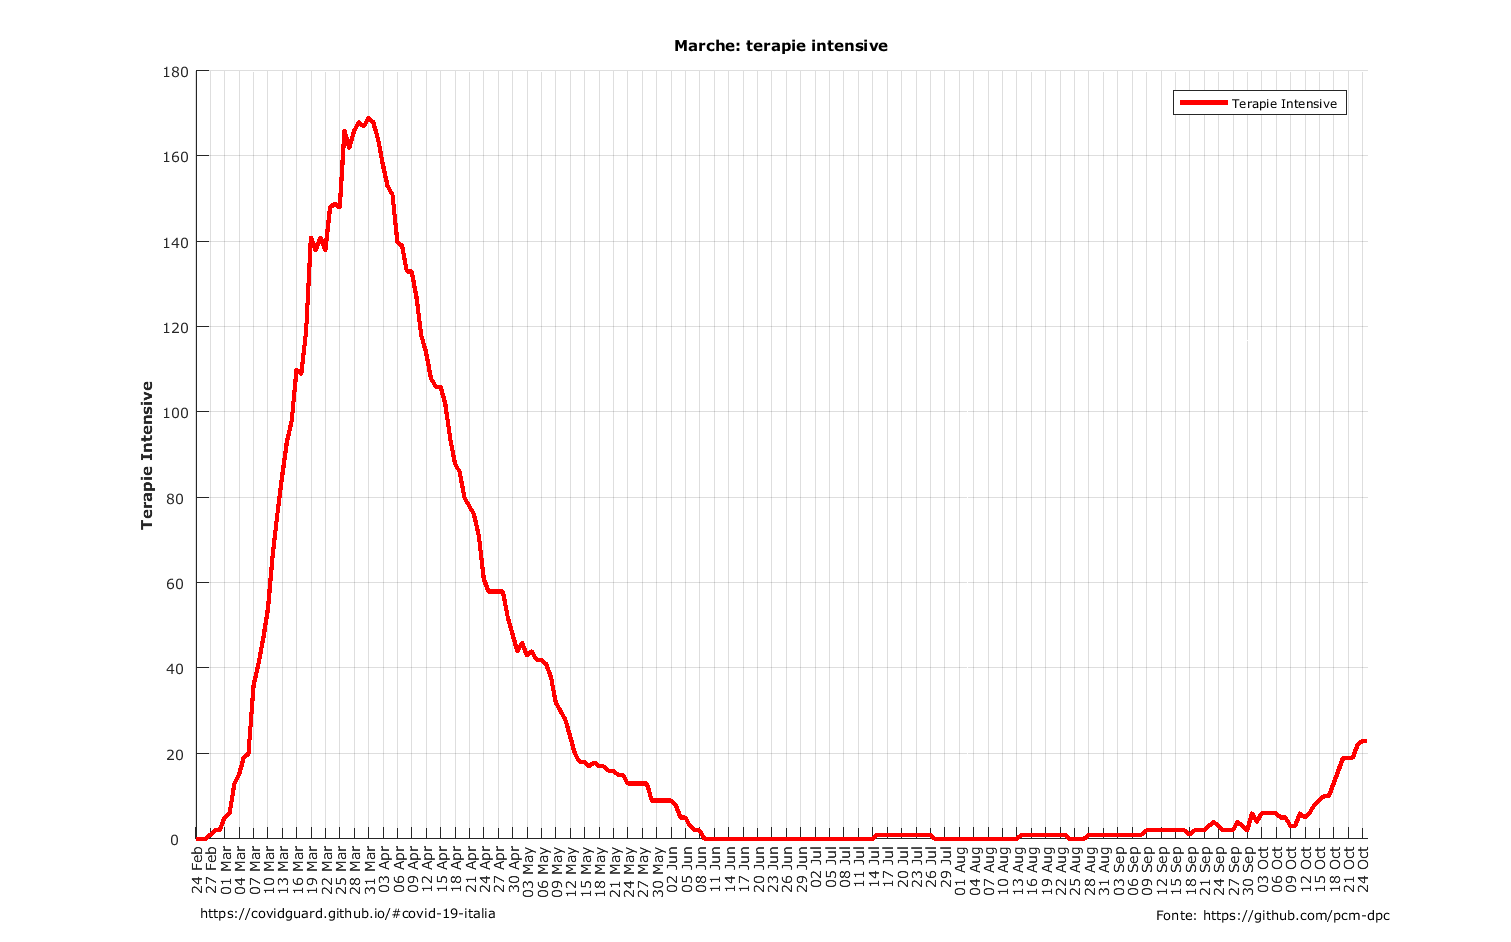 Marche: terapie intensive
Terapie Intensive
Terapie Intensive
180
160
140
120
100
80
60
40
20
0
24 Feb
27 Feb
01 Mar
04 Mar
07 Mar
10 Mar
13 Mar
16 Mar
19 Mar
22 Mar
25 Mar
28 Mar
31 Mar
03 Apr
06 Apr
09 Apr
12 Apr
15 Apr
18 Apr
21 Apr
24 Apr
27 Apr
30 Apr
03 May
06 May
09 May
12 May
15 May
18 May
21 May
24 May
27 May
30 May
02 Jun
05 Jun
08 Jun
11 Jun
14 Jun
17 Jun
20 Jun
23 Jun
26 Jun
29 Jun
02 Jul
05 Jul
08 Jul
11 Jul
14 Jul
17 Jul
20 Jul
23 Jul
26 Jul
29 Jul
01 Aug
04 Aug
07 Aug
10 Aug
13 Aug
16 Aug
19 Aug
22 Aug
25 Aug
28 Aug
31 Aug
03 Sep
06 Sep
09 Sep
12 Sep
15 Sep
18 Sep
21 Sep
24 Sep
27 Sep
30 Sep
03 Oct
06 Oct
09 Oct
12 Oct
15 Oct
18 Oct
21 Oct
24 Oct
https://covidguard.github.io/#covid-19-italia
Fonte: https://github.com/pcm-dpc